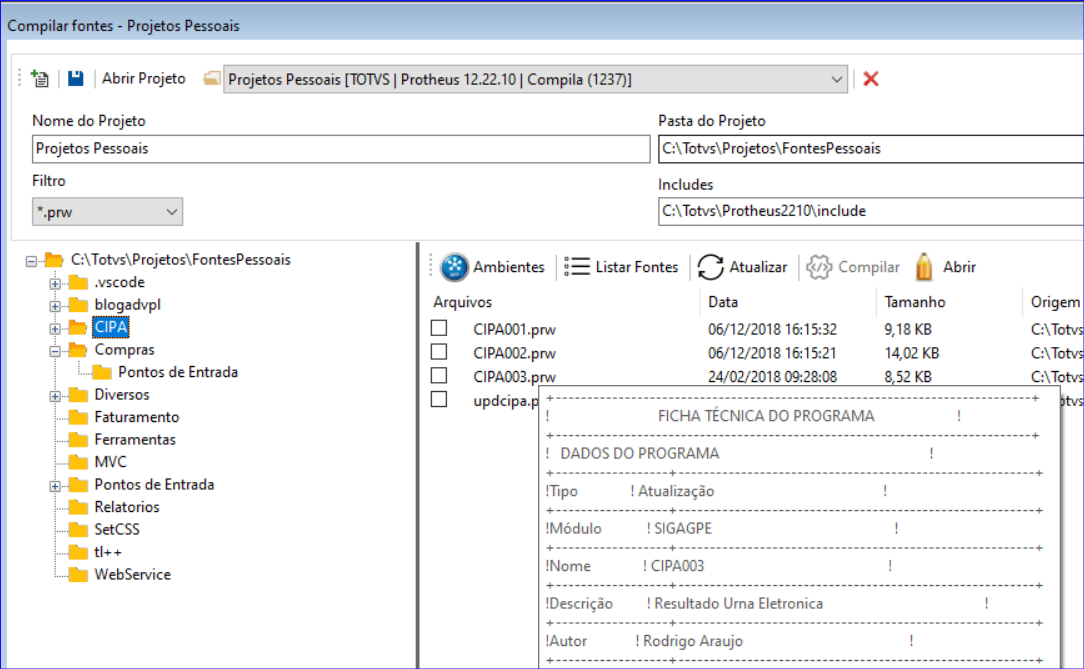 Compilar fontes - Projetos Pessoais
Abrir Projeto Projetos Pessoais [TOTVS | Protheus 12.22.10 | Compila (1237)]
Nome do Projeto
Pasta do Projeto
Projetos Pessoais
C:\Totvs\Projetos\FontesPessoais
Filtro
Includes
*.prw
C:\Totvs\Protheus2210\include
C:\Totvs\Projetos\FontesPessoais
.vscode
blogadvpl
CIPA
Compras
Pontos de Entrada
Diversos
Faturamento
Ferramentas
MVC
Pontos de Entrada
Relatorios
SetCSS
tl++
WebService
Ambientes Listar Fontes Atualizar Compilar Abrir
Arquivos Data Tamanho Origem
CIPA001.prw 06/12/2018 16:15:32 9,18 KB C:\Totvs
CIPA002.prw 06/12/2018 16:15:21 14,02 KB C:\Totvs
CIPA003.prw 24/02/2018 09:28:08 8,52 KB C:\Totvs
updcipa.p
+---------------------------------------------------------------------------+
! FICHA TÉCNICA DO PROGRAMA !
+---------------------------------------------------------------------------+
! DADOS DO PROGRAMA !
+------------------+--------------------------------------------------------+
!Tipo ! Atualização !
+------------------+--------------------------------------------------------+
!Módulo ! SIGAGPE !
+------------------+--------------------------------------------------------+
!Nome ! CIPA003 !
+------------------+--------------------------------------------------------+
!Descrição ! Resultado Urna Eletronica !
+------------------+--------------------------------------------------------+
!Autor ! Rodrigo Araujo !
+------------------+--------------------------------------------------------+